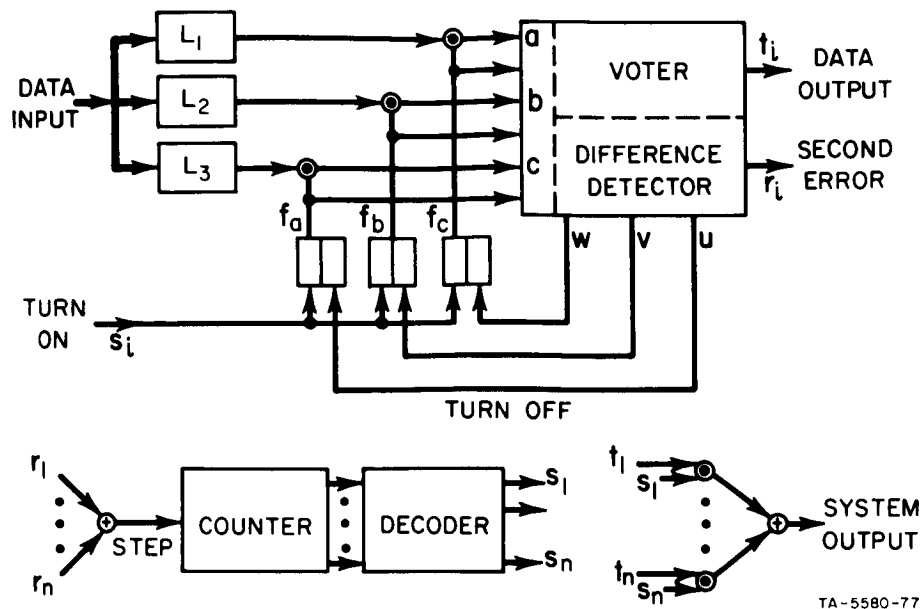 L1
L2
L3
DATA
INPUT
a
b
c
VOTER
DIFFERENCE
DETECTOR
ti
DATA
OUTPUT
SECOND
ERROR
ri
fa
fb
fc
w
v
u
TURN
ON
si
TURN OFF
r1
rn
STEP
COUNTER
DECODER
s1
sn
t1
s1
tn
sn
SYSTEM
OUTPUT
TA-5580-77